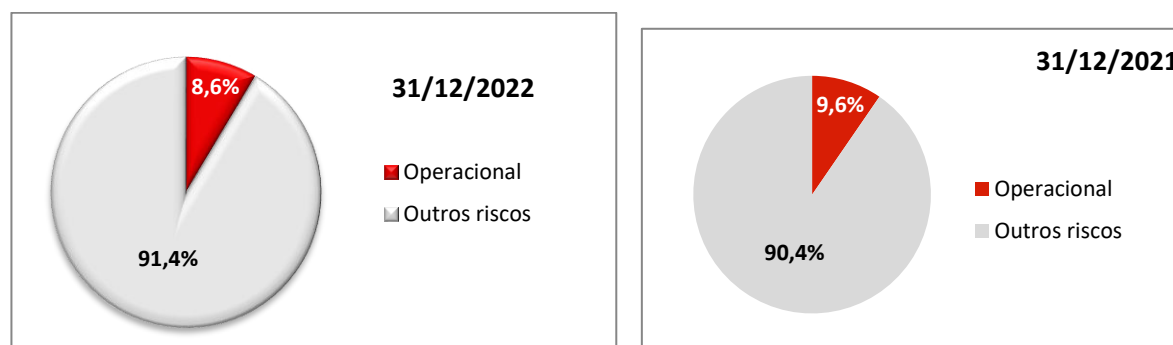 8,6%
31/12/2022
Operacional
Outros riscos
91,4%
31/12/2021
9,6%
Operacional
Outros riscos
90,4%